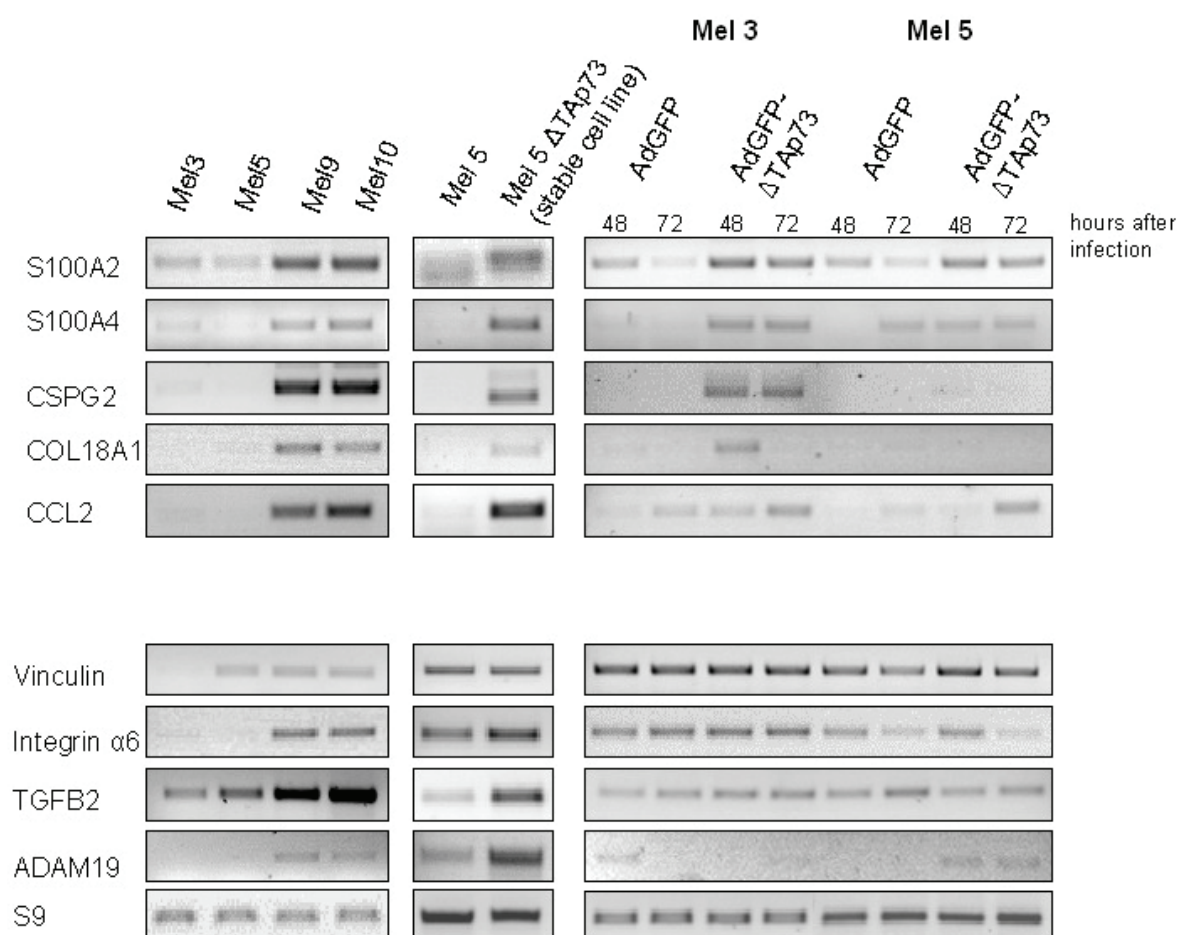 Mel 3 Mel 5
Mel3 Mel5 Mel9 Mel10 Mel 5 Mel 5 ΔTAp73 (stable cell line) AdGFP AdGFP-ΔTAp73 AdGFP AdGFP-ΔTAp73
48 72 48 72 48 72 48 72 hours after
infection
S100A2
S100A4
CSPG2
COL18A1
CCL2
Vinculin
Integrin α6
TGFB2
ADAM19
S9